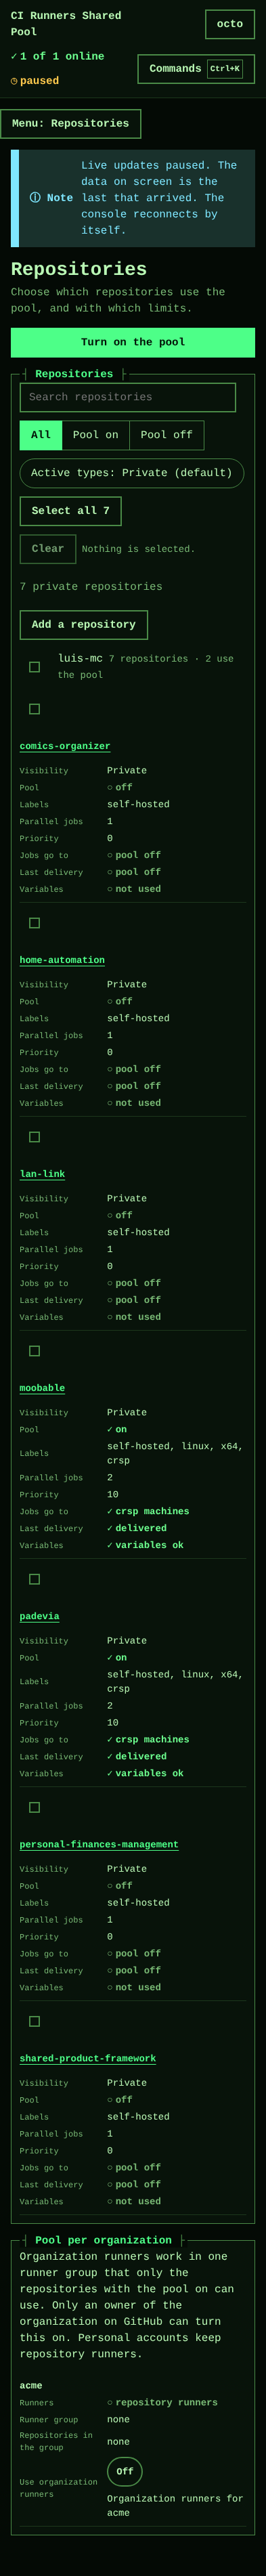 CI Runners Shared
Pool
octo
✓ 1 of 1 online
◷ paused
Commands Ctrl+K
Menu: Repositories
ⓘ Note
Live updates paused. The
data on screen is the
last that arrived. The
console reconnects by
itself.
Repositories
Choose which repositories use the
pool, and with which limits.
Turn on the pool
┤ Repositories ├
Search repositories
All Pool on Pool off
Active types: Private (default)
Select all 7
Clear Nothing is selected.
7 private repositories
Add a repository
luis-mc 7 repositories · 2 use
the pool
comics-organizer
Visibility Private
Pool ○ off
Labels self-hosted
Parallel jobs 1
Priority 0
Jobs go to ○ pool off
Last delivery ○ pool off
Variables ○ not used
home-automation
Visibility Private
Pool ○ off
Labels self-hosted
Parallel jobs 1
Priority 0
Jobs go to ○ pool off
Last delivery ○ pool off
Variables ○ not used
lan-link
Visibility Private
Pool ○ off
Labels self-hosted
Parallel jobs 1
Priority 0
Jobs go to ○ pool off
Last delivery ○ pool off
Variables ○ not used
moobable
Visibility Private
Pool ✓ on
Labels self-hosted, linux, x64,
crsp
Parallel jobs 2
Priority 10
Jobs go to ✓ crsp machines
Last delivery ✓ delivered
Variables ✓ variables ok
padevia
Visibility Private
Pool ✓ on
Labels self-hosted, linux, x64,
crsp
Parallel jobs 2
Priority 10
Jobs go to ✓ crsp machines
Last delivery ✓ delivered
Variables ✓ variables ok
personal-finances-management
Visibility Private
Pool ○ off
Labels self-hosted
Parallel jobs 1
Priority 0
Jobs go to ○ pool off
Last delivery ○ pool off
Variables ○ not used
shared-product-framework
Visibility Private
Pool ○ off
Labels self-hosted
Parallel jobs 1
Priority 0
Jobs go to ○ pool off
Last delivery ○ pool off
Variables ○ not used
┤ Pool per organization ├
Organization runners work in one
runner group that only the
repositories with the pool on can
use. Only an owner of the
organization on GitHub can turn
this on. Personal accounts keep
repository runners.
acme
Runners ○ repository runners
Runner group none
Repositories in
the group
none
Use organization
runners
Off
Organization runners for
acme